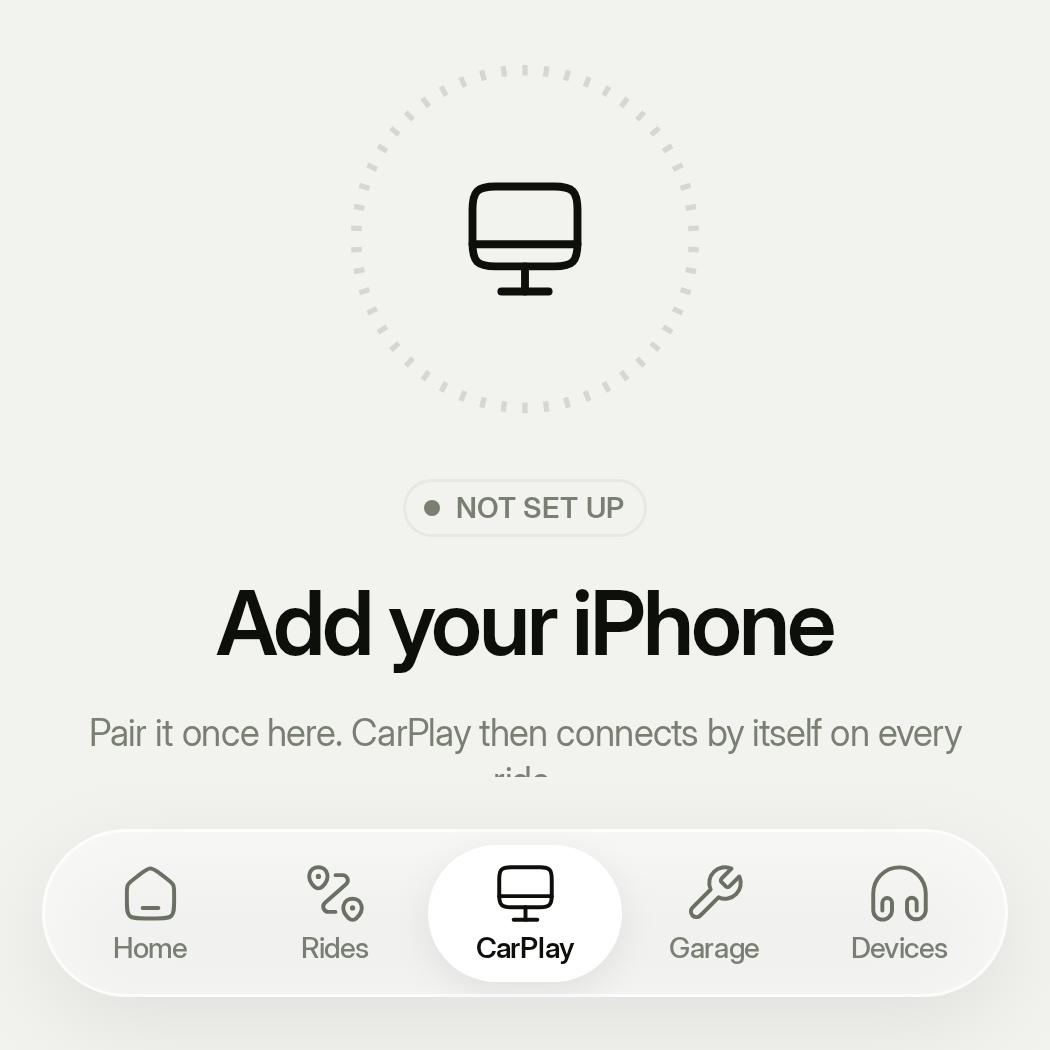 NOT SET UP
Add your iPhone
Pair it once here. CarPlay then connects by itself on every
Home
Rides
CarPlay
Garage
Devices